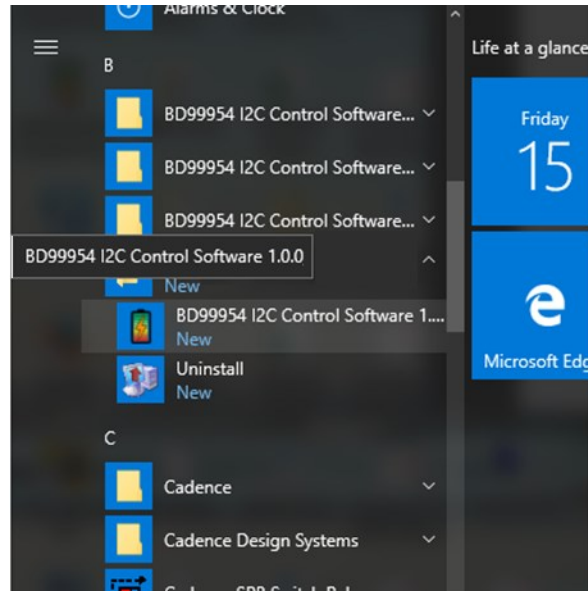 Alarms & Clock
Life at a glance
B
BD99954 I2C Control Software...
Friday
15
BD99954 I2C Control Software...
BD99954 I2C Control Software...
BD99954 I2C Control Software 1.0.0
New
BD99954 I2C Control Software 1....
New
Microsoft Edg
Uninstall
New
C
Cadence
Cadence Design Systems